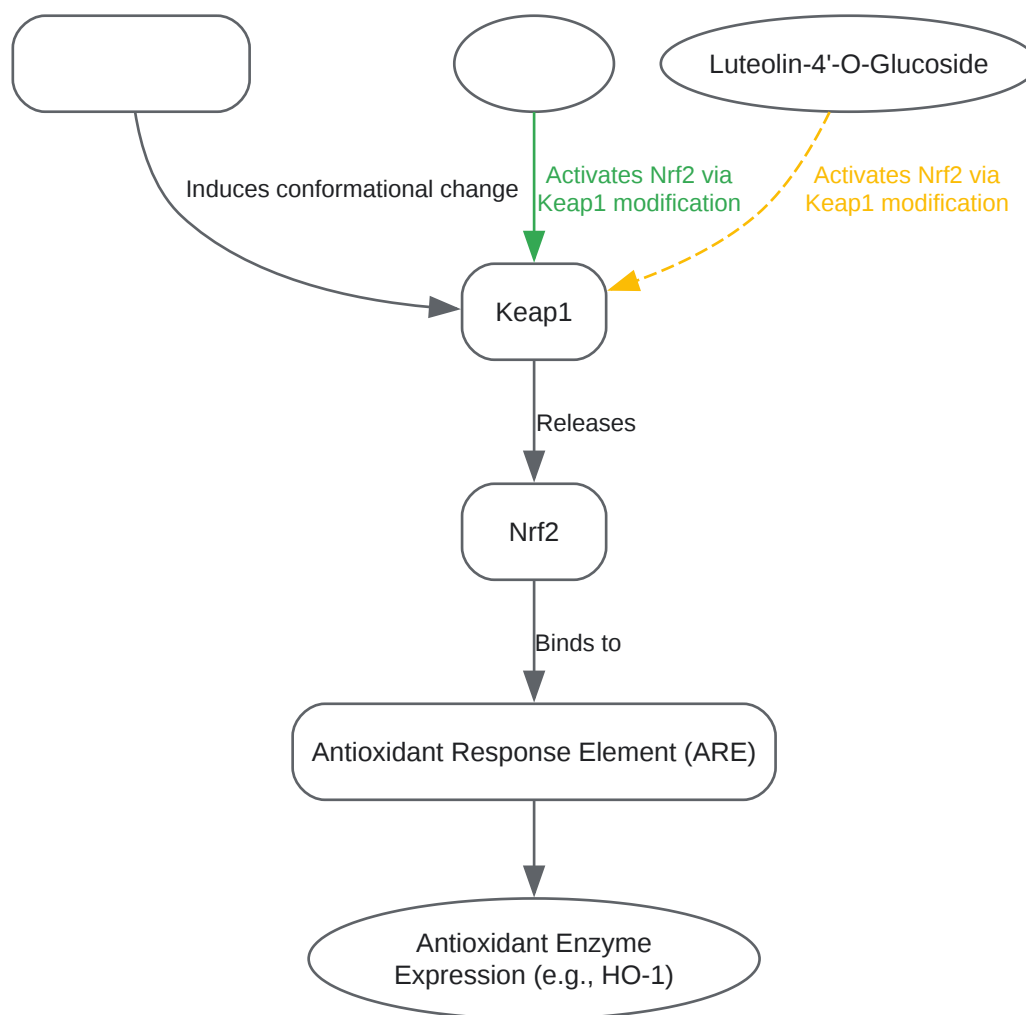 Luteolin-4'-O-Glucoside
Induces conformational change
Activates Nrf2 via
Keap1 modification
Activates Nrf2 via
Keap1 modification
Keap1
Releases
Nrf2
Binds to
Antioxidant Response Element (ARE)
Antioxidant Enzyme
Expression (e.g., HO-1)